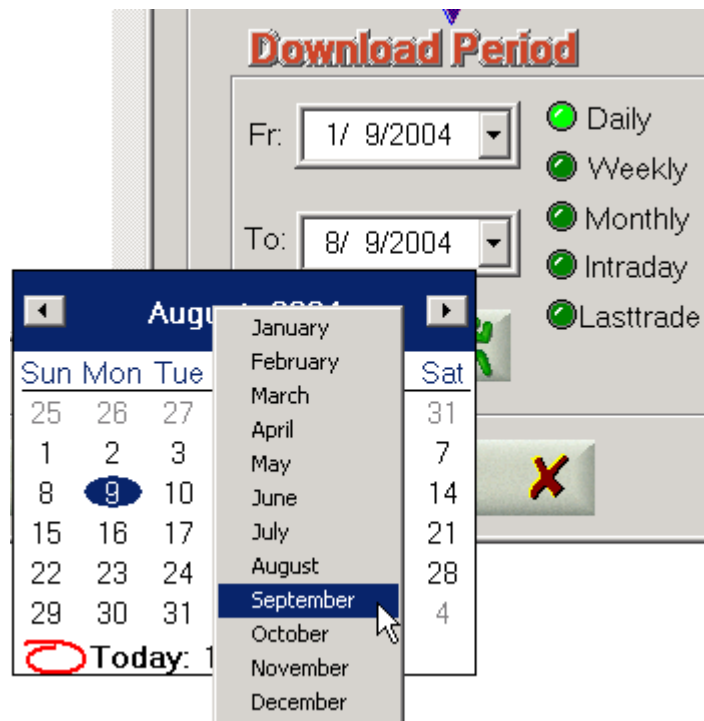 Download Period
Fr: 1/ 9/2004
Daily
Weekly
To: 8/ 9/2004
Monthly
Intraday
Lasttrade
Sun Mon Tue Sat
25 26 27 31
1 2 3 7
8 9 10 14
15 16 17 21
22 23 24 28
29 30 31 4
Today: 1
January
February
March
April
May
June
July
August
September
October
November
December